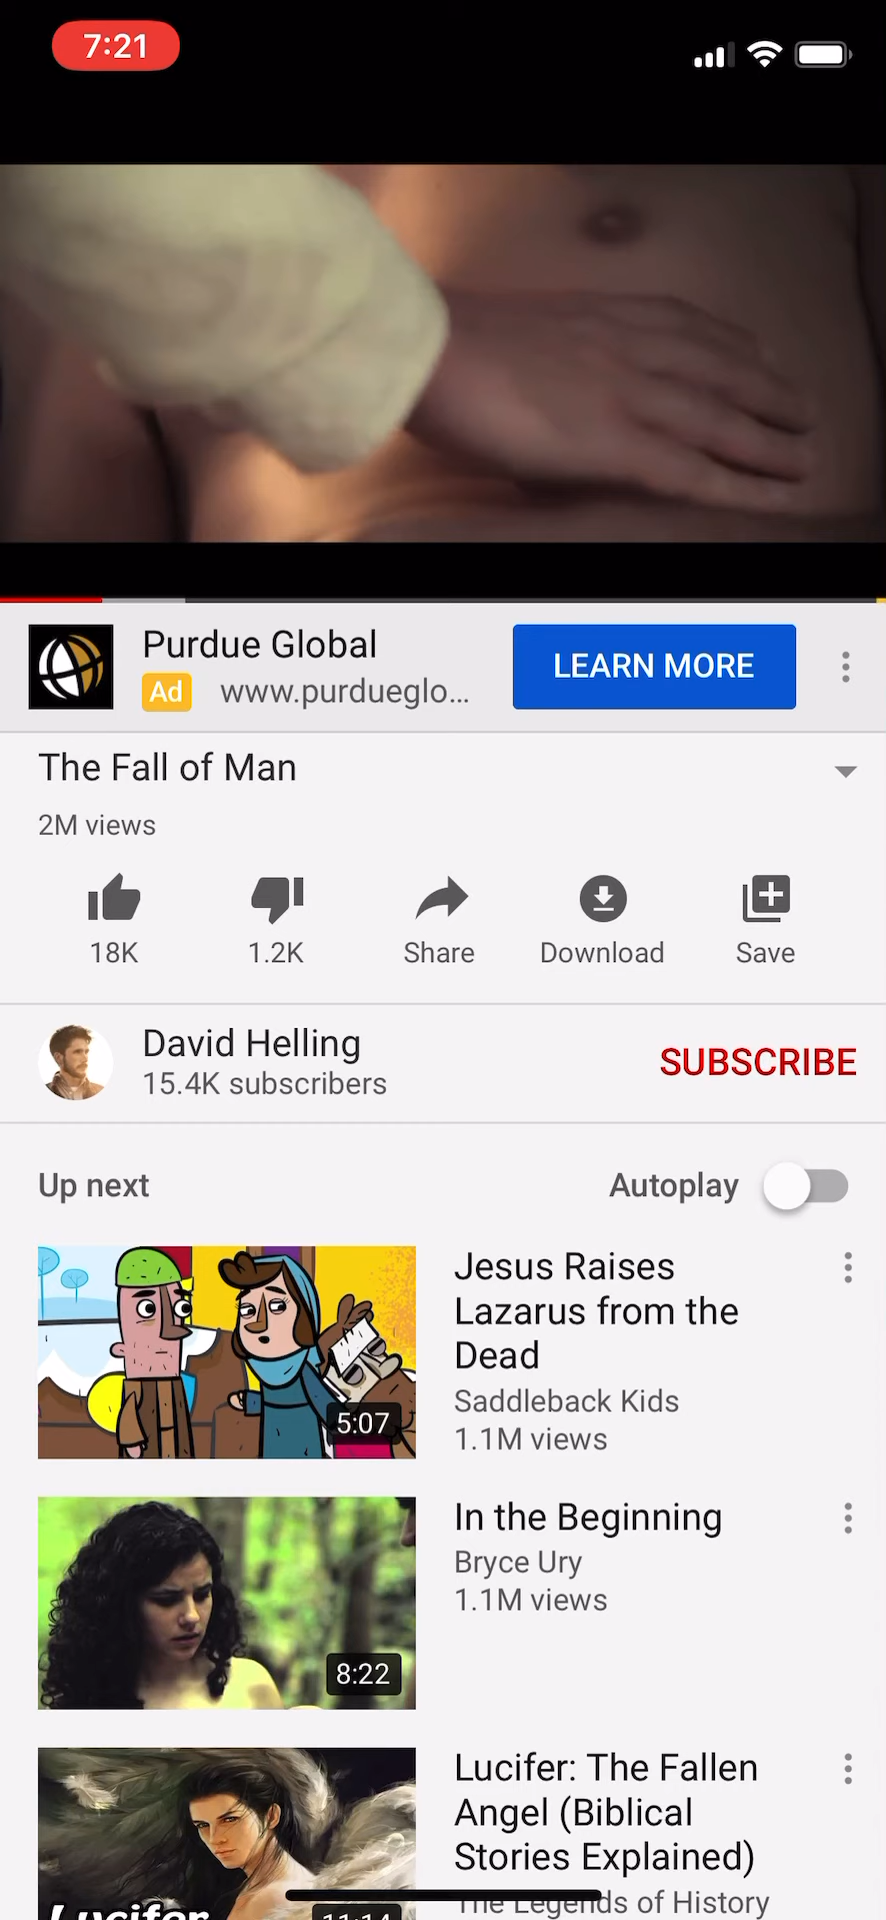 7:21
Purdue Global
LEARN MORE
Ad www.purdueglo...
The Fall of Man
2M views
18K
1.2K
Share
Download
Save
David Helling
15.4K subscribers
SUBSCRIBE
Up next
Autoplay
Jesus Raises
Lazarus from the
Dead
Saddleback Kids
1.1M views
5:07
In the Beginning
Bryce Ury
1.1M views
8:22
Lucifer: The Fallen
Angel (Biblical
Stories Explained)
The Legends of History
Lucifer
11:14